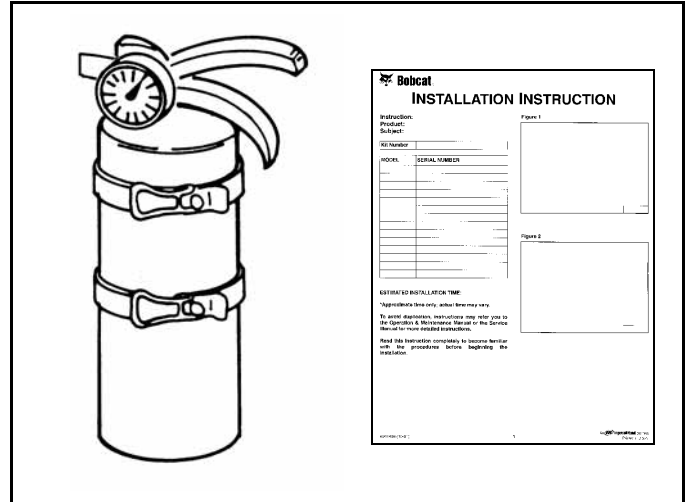 Bobcat
INSTALLATION INSTRUCTION
Instruction:
Product:
Subject:
Kit Number
MODEL
SERIAL NUMBER
ESTIMATED INSTALLATION TIME:
*Approximate time only, actual time may vary.
To avoid duplication, instructions may refer you to
the Operation & Maintenance Manual or the Service
Manual for more detailed instructions.
Read this instruction completely to become familiar
with the procedures before beginning the
installation.
Figure 1
Figure 2
1